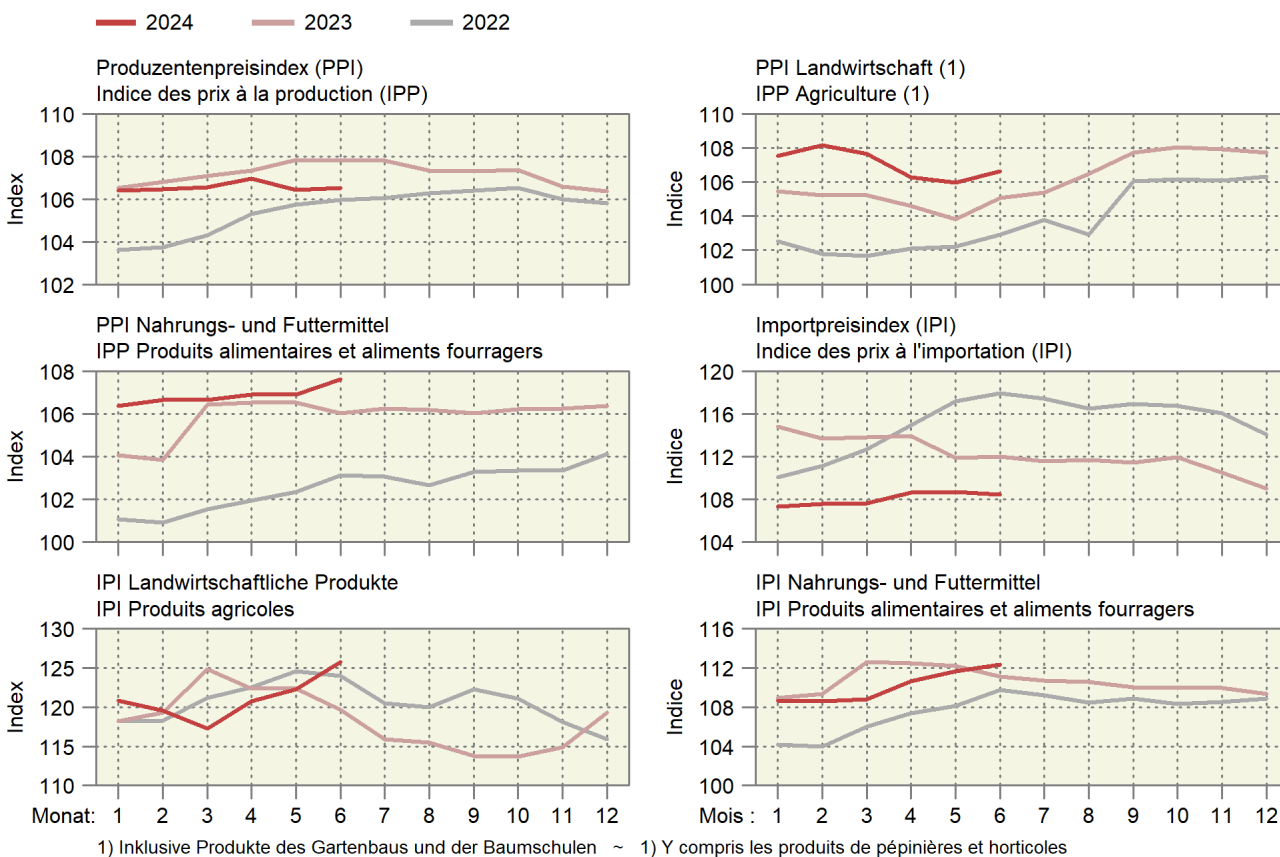 2024 2023 2022
Produzentenpreisindex (PPI)
Indice des prix à la production (IPP)
Index
110
108
106
104
102
PPI Landwirtschaft (1)
IPP Agriculture (1)
Indice
110
108
106
104
102
100
PPI Nahrungs- und Futtermittel
IPP Produits alimentaires et aliments fourragers
Index
108
106
104
102
100
Importpreisindex (IPI)
Indice des prix à l'importation (IPI)
Indice
120
116
112
108
104
IPI Landwirtschaftliche Produkte
IPI Produits agricoles
Index
130
125
120
115
110
Monat: 1 2 3 4 5 6 7 8 9 10 11 12
IPI Nahrungs- und Futtermittel
IPI Produits alimentaires et aliments fourragers
Indice
116
112
108
104
100
Mois : 1 2 3 4 5 6 7 8 9 10 11 12
1) Inklusive Produkte des Gartenbaus und der Baumschulen ~ 1) Y compris les produits de pépinières et horticoles